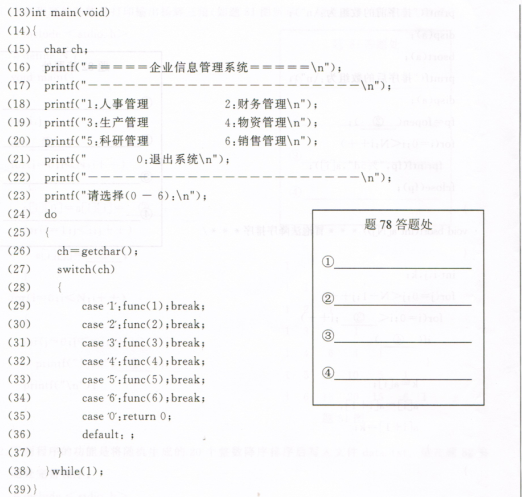 (13)int main(void)
(14){
(15) char ch;
(16) printf("=====企业信息管理系统=====\n");
(17) printf("--------------------------\n");
(18) printf("1:人事管理 2:财务管理\n");
(19) printf("3:生产管理 4:物资管理\n");
(20) printf("5:科研管理 6:销售管理\n");
(21) printf(" 0:退出系统\n");
(22) printf("--------------------------\n");
(23) printf("请选择(0-6):\n");
(24) do
(25) {
(26) ch=getchar();
(27) switch(ch)
(28) {
(29) case '1':func(1);break;
(30) case '2':func(2);break;
(31) case '3':func(3);break;
(32) case '4':func(4);break;
(33) case '5':func(5);break;
(34) case '6':func(6);break;
(35) case '0':return 0;
(36) default: ;
(37) }
(38) }while(1);
(39)}
题 78 答题处
①
②
③
④